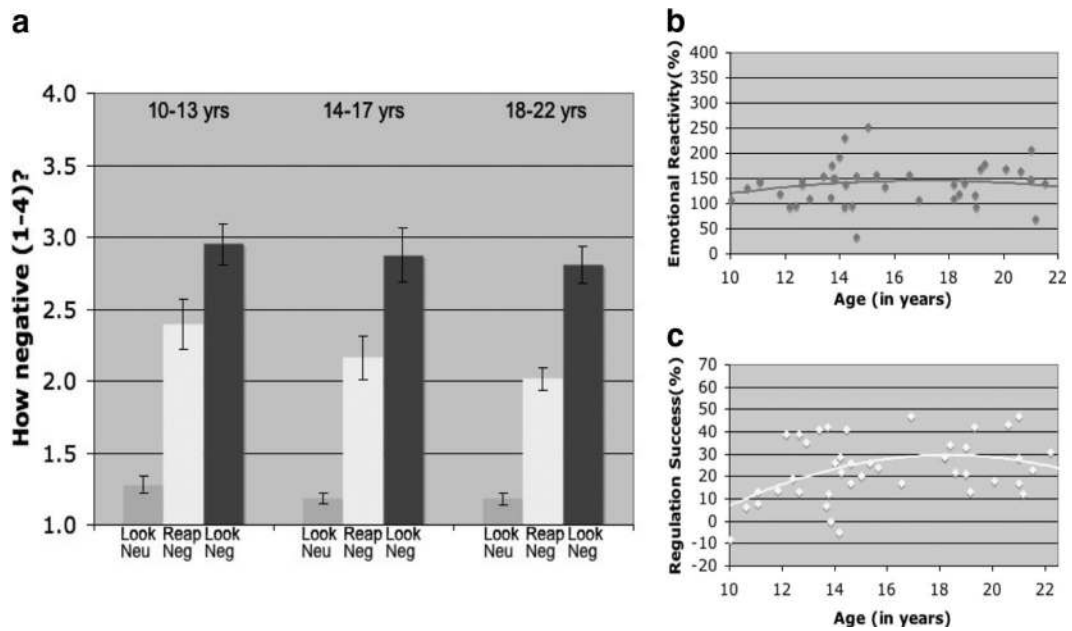 a
How negative (1-4)?
4.0
3.5
3.0
2.5
2.0
1.5
1.0
10-13 yrs
14-17 yrs
18-22 yrs
Look Reap Look
Neu Neg Neg
Look Reap Look
Neu Neg Neg
Look Reap Look
Neu Neg Neg
b
Emotional Reactivity(%)
400
350
300
250
200
150
100
50
0
10 12 14 16 18 20 22
Age (in years)
c
Regulation Success(%)
70
60
50
40
30
20
10
0
-10
-20
10 12 14 16 18 20 22
Age (in years)